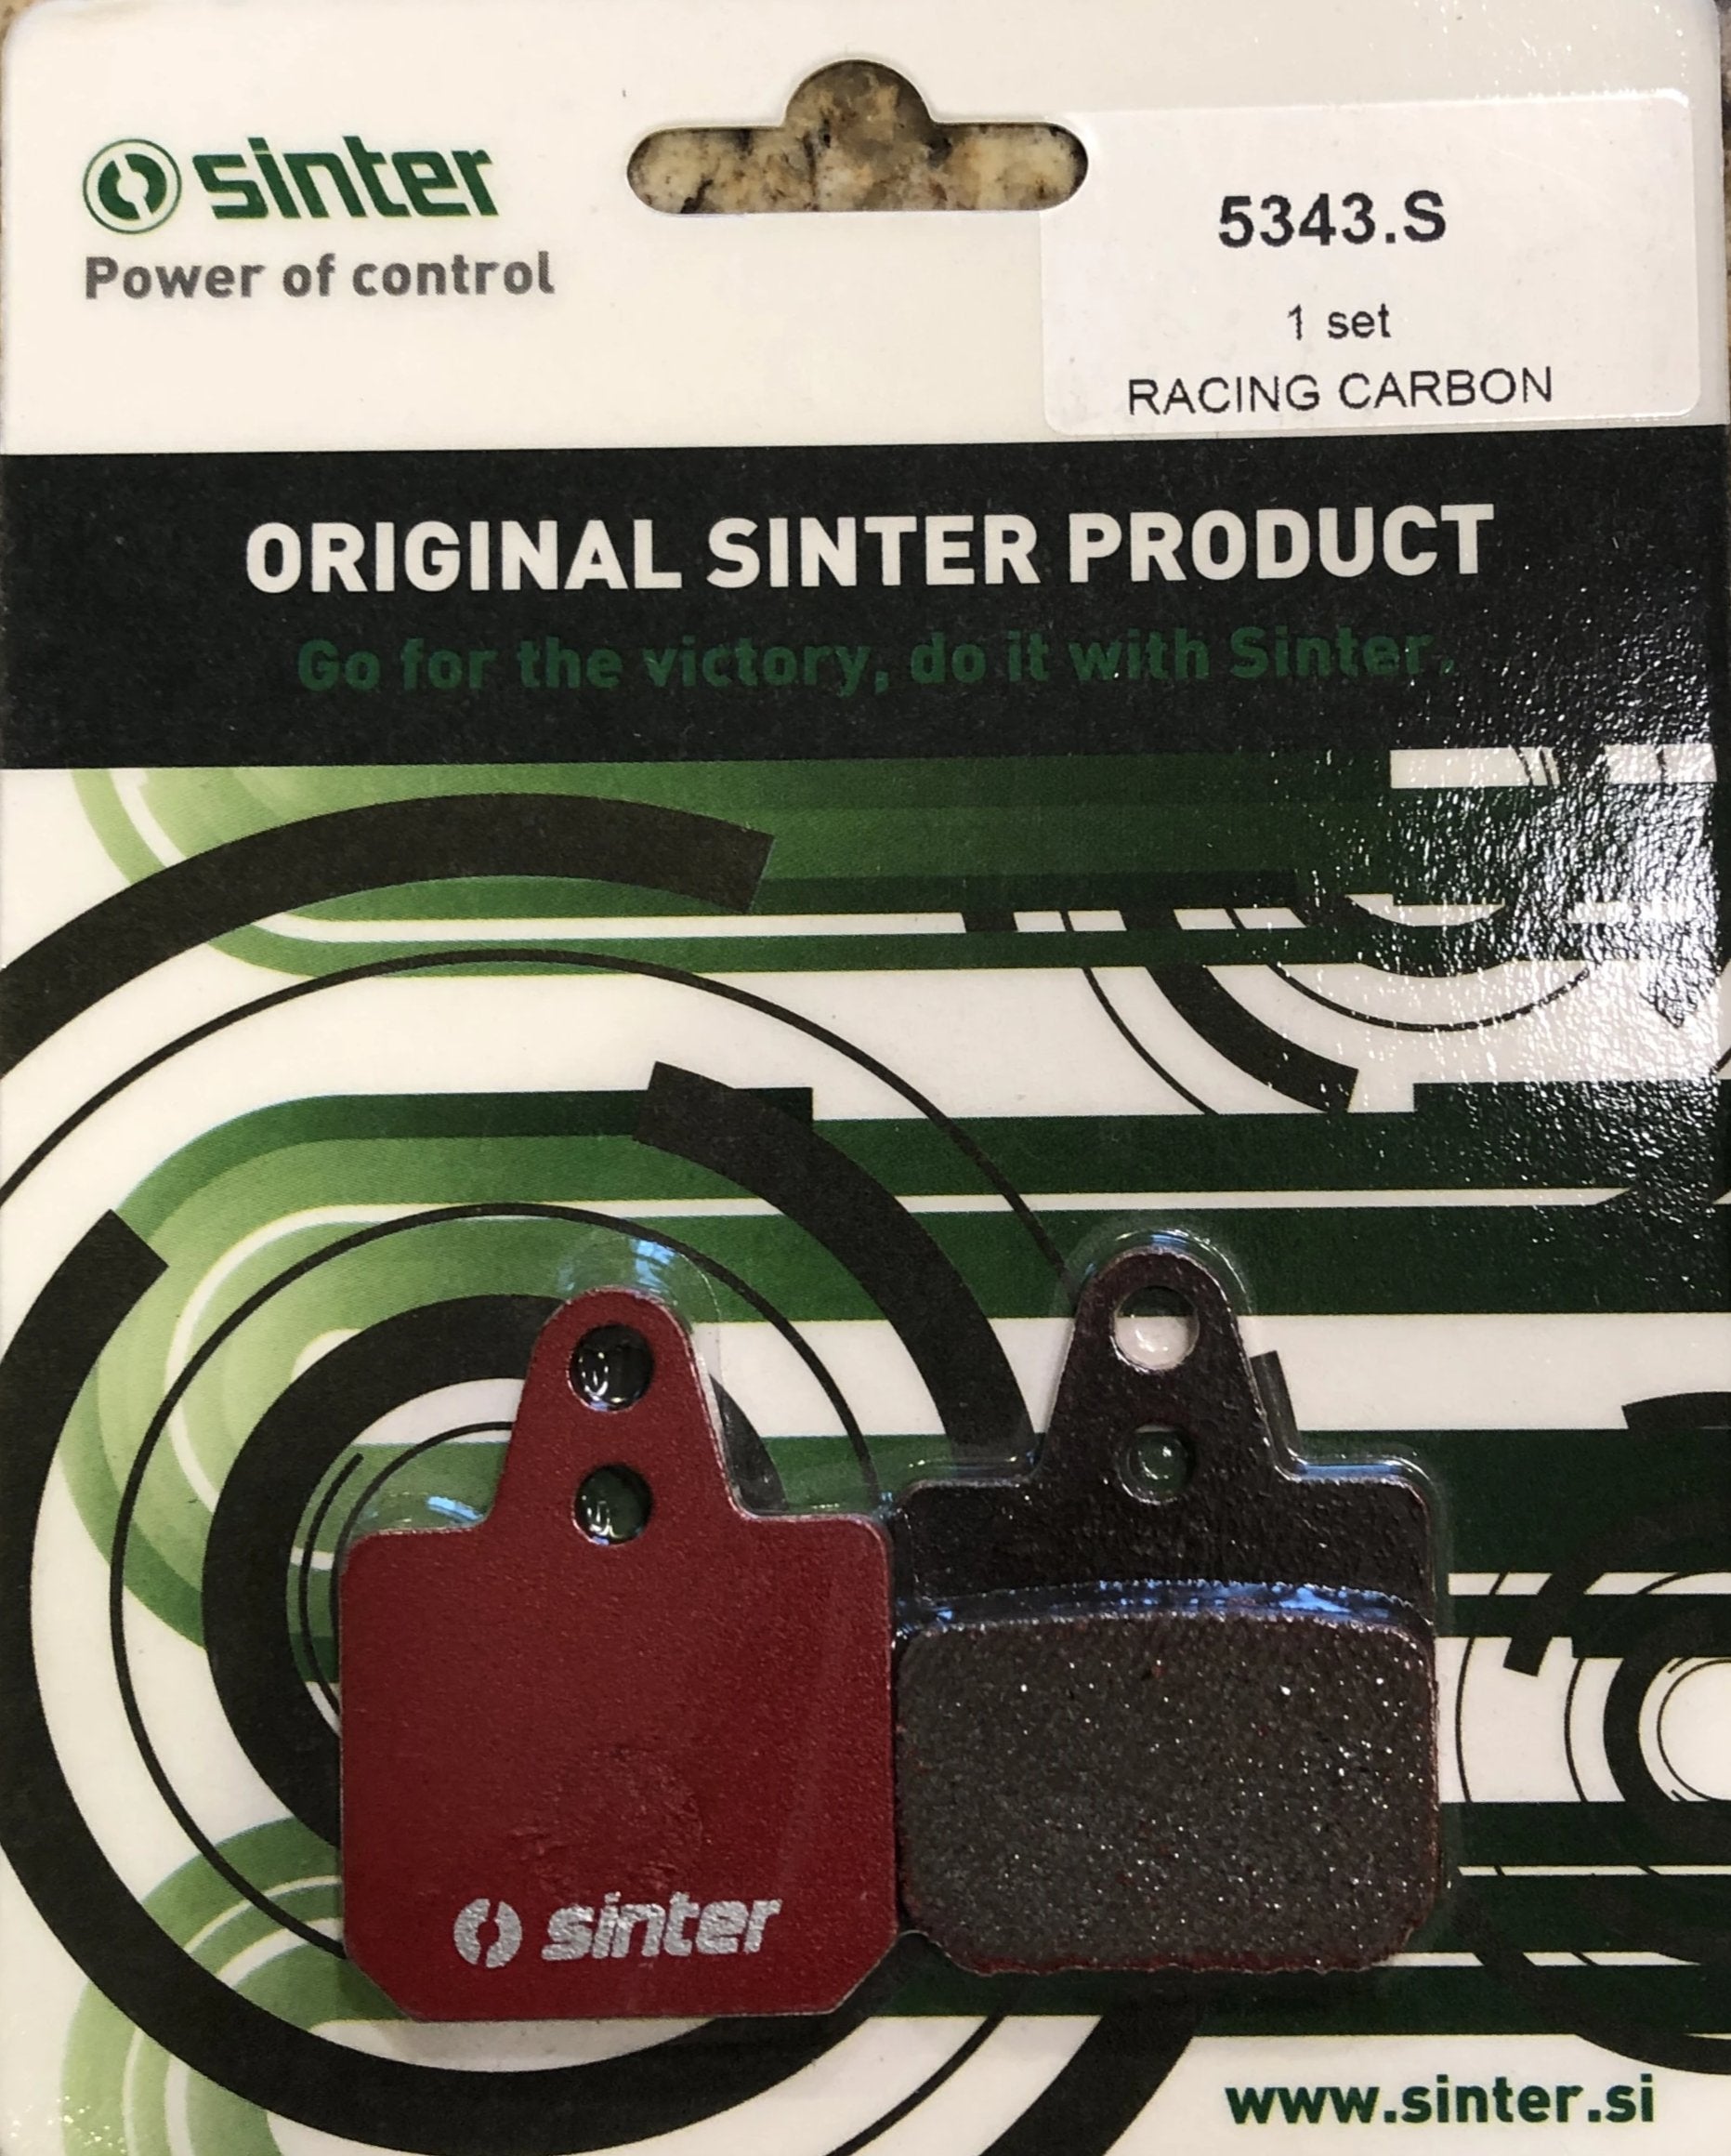 sinter
Power of control
5343.S
1 set
RACING CARBON
ORIGINAL SINTER PRODUCT
Go for the victory, do it with Sinter.
sinter
www.sinter.si